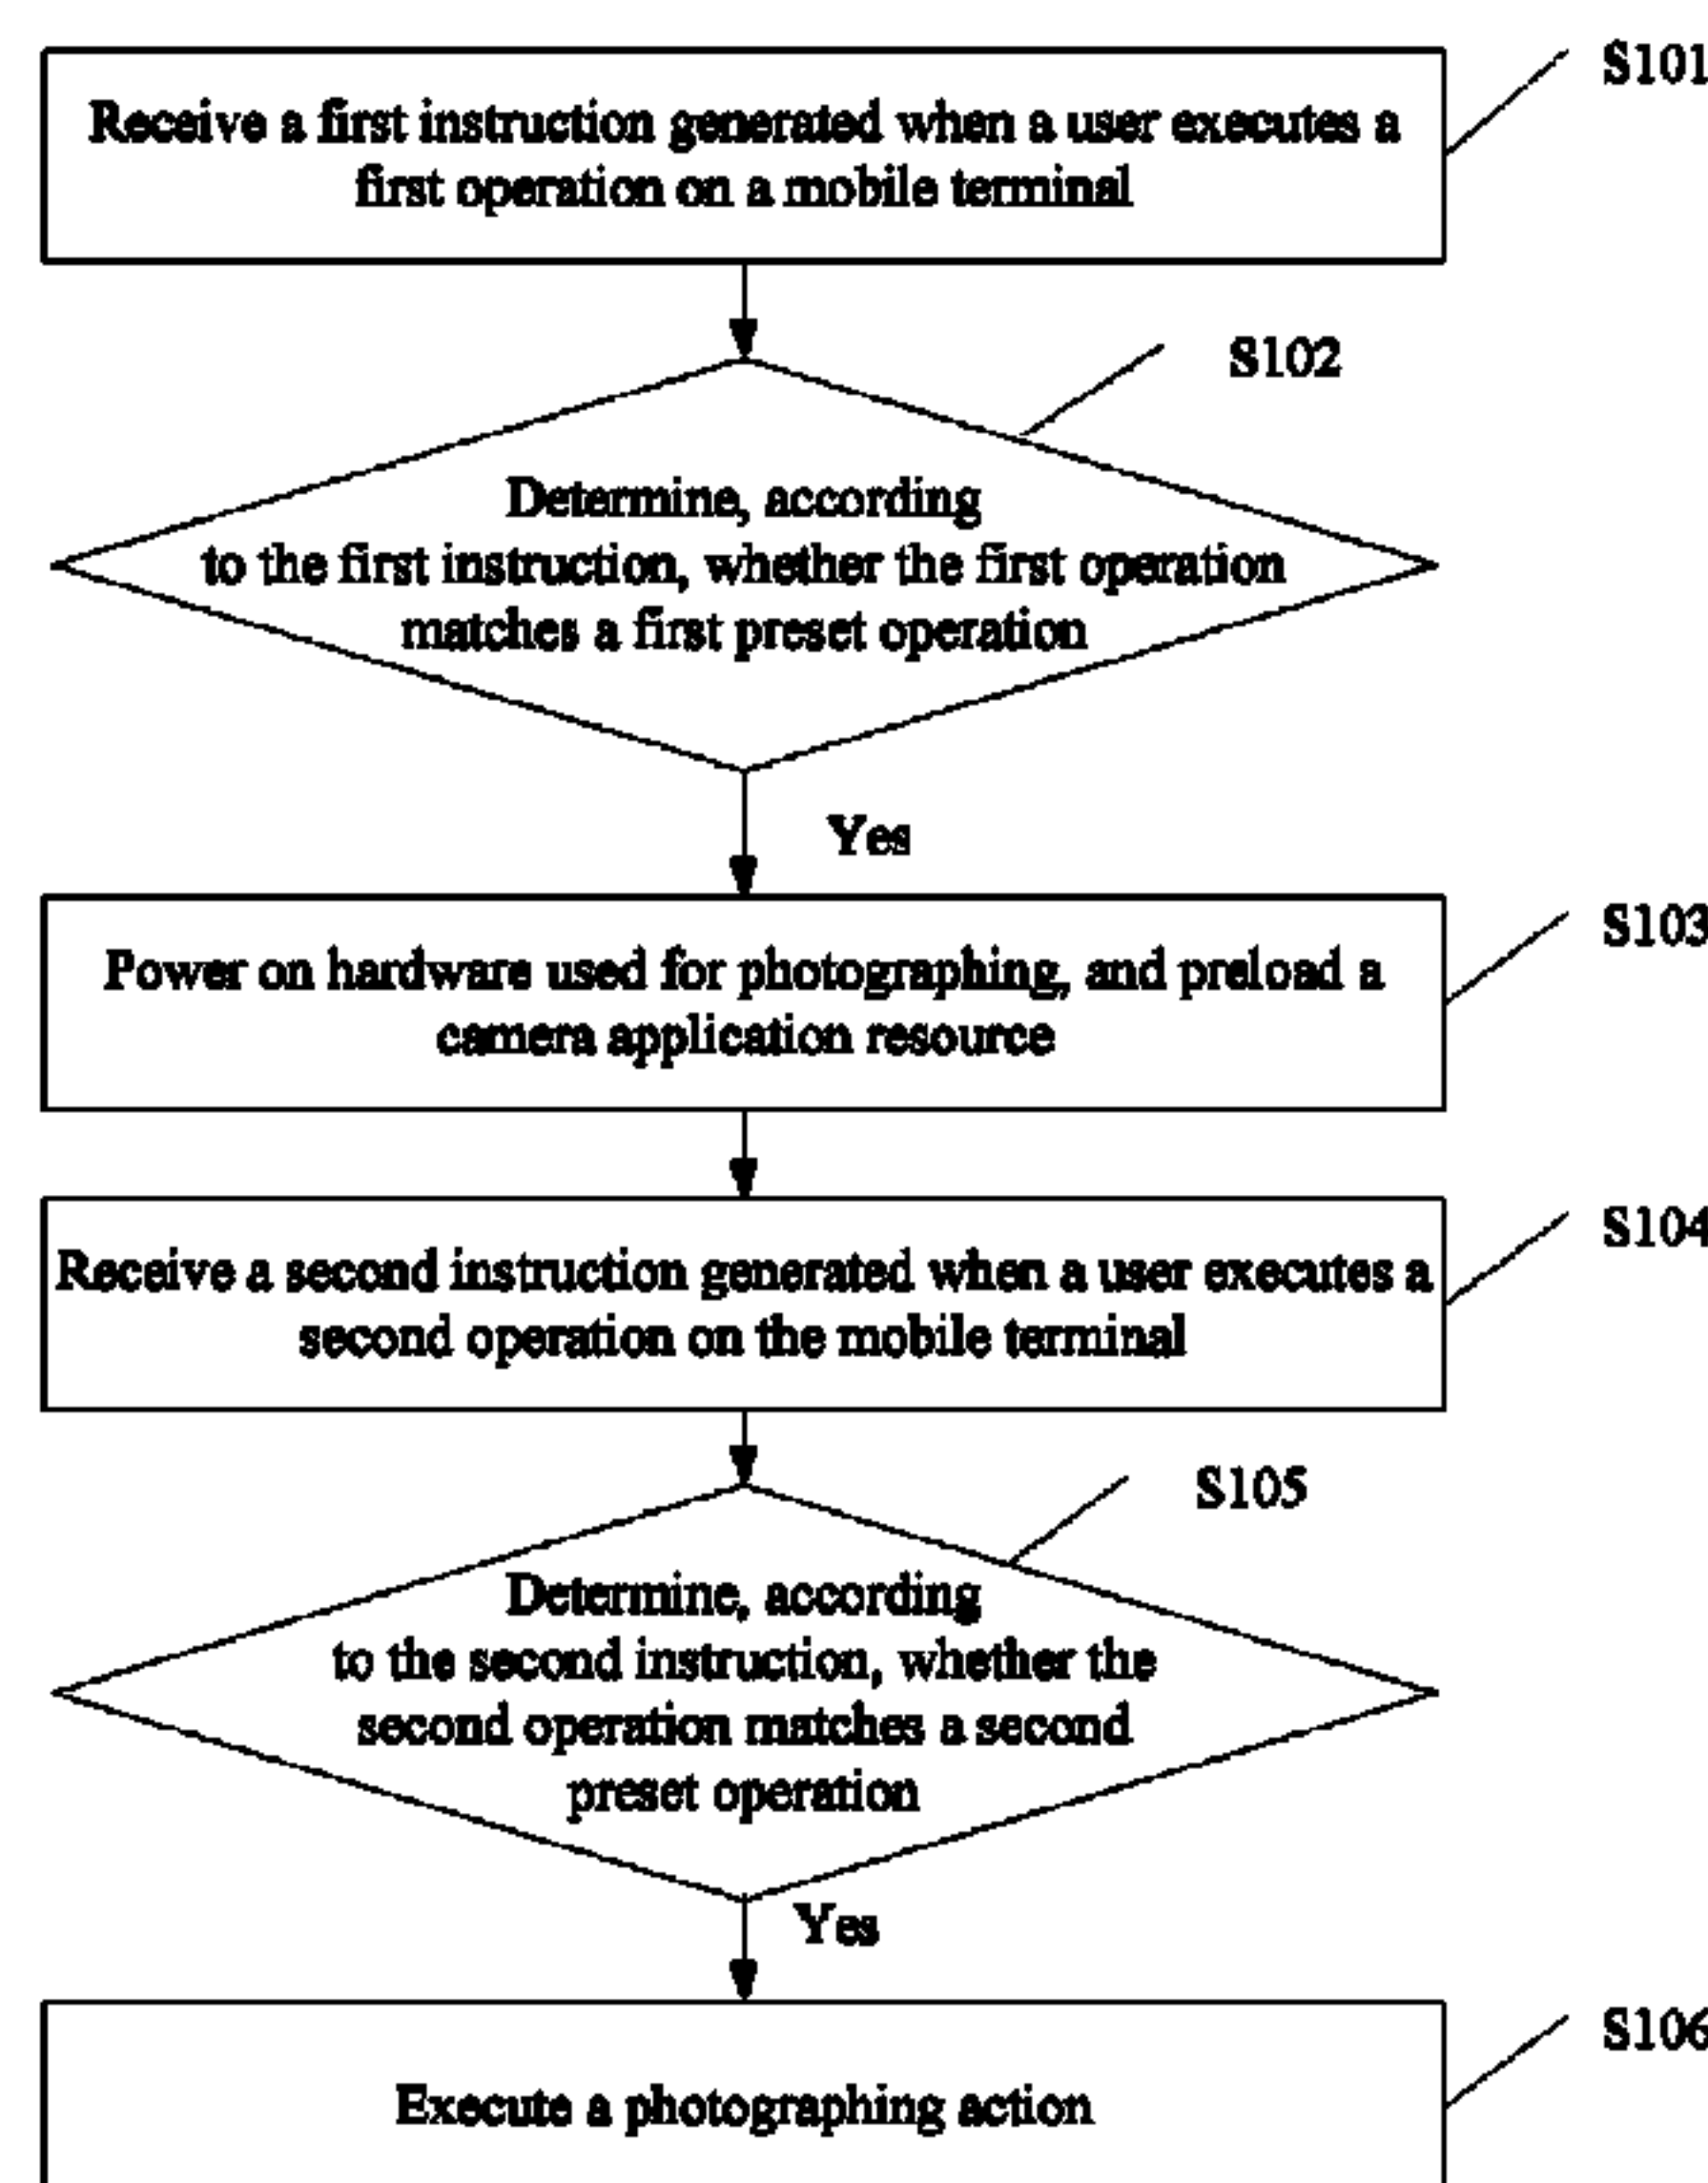 S101
Receive a first instruction generated when a user executes a
first operation on a mobile terminal
S102
Determine, according
to the first instruction, whether the first operation
matches a first preset operation
Yes
S103
Power on hardware used for photographing, and preload a
camera application resource
S104
Receive a second instruction generated when a user executes a
second operation on the mobile terminal
S105
Determine, according
to the second instruction, whether the
second operation matches a second
preset operation
Yes
S106
Execute a photographing action